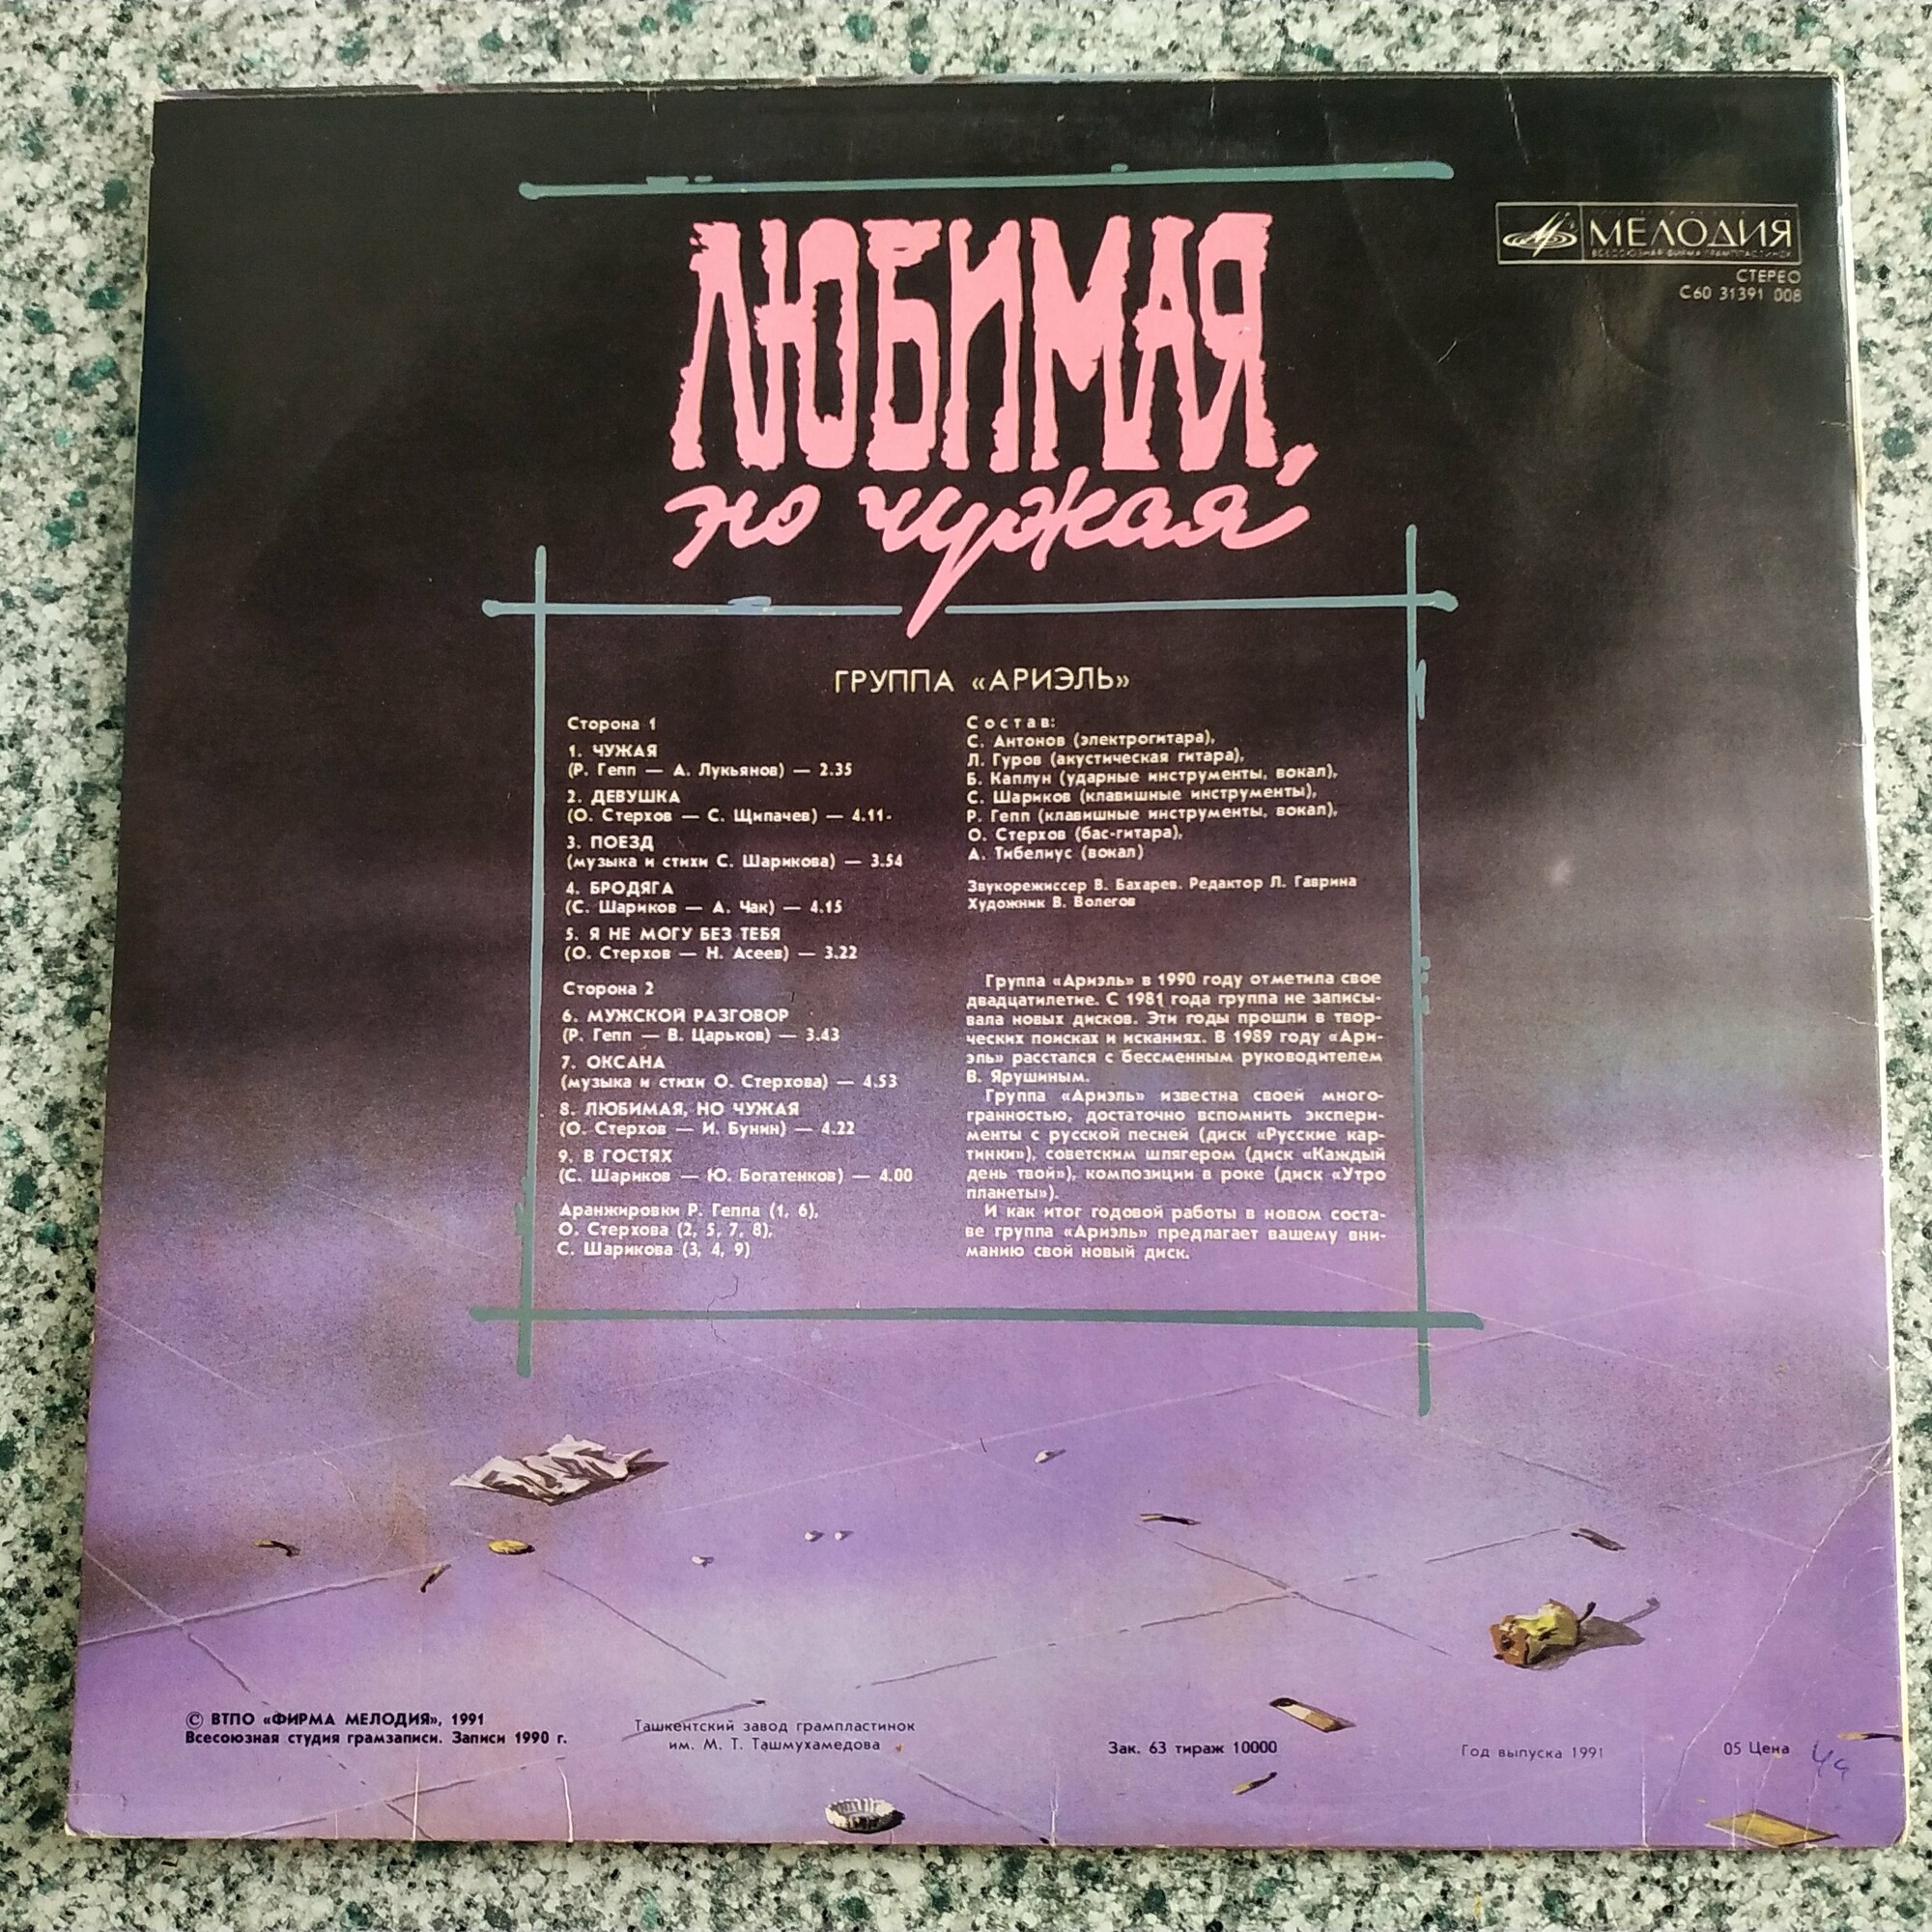 ЛЮБИМАЯ,
но чужая
МЕЛОДИЯ
ВСЕСОЮЗНАЯ ФИРМА ГРАМПЛАСТИНОК
СТЕРЕО
С60 31391 008
ГРУППА «АРИЭЛЬ»
Сторона 1
1. ЧУЖАЯ
(Р. Гепп — А. Лукьянов) — 2.35
2. ДЕВУШКА
(О. Стерхов — С. Щипачев) — 4.11
3. ПОЕЗД
(музыка и стихи С. Шарикова) — 3.54
4. БРОДЯГА
(С. Шариков — А. Чак) — 4.15
5. Я НЕ МОГУ БЕЗ ТЕБЯ
(О. Стерхов — Н. Асеев) — 3.22
Сторона 2
6. МУЖСКОЙ РАЗГОВОР
(Р. Гепп — В. Царьков) — 3.43
7. ОКСАНА
(музыка и стихи О. Стерхова) — 4.53
8. ЛЮБИМАЯ, НО ЧУЖАЯ
(О. Стерхов — И. Бунин) — 4.22
9. В ГОСТЯХ
(С. Шариков — Ю. Богатенков) — 4.00
Аранжировки Р. Геппа (1, 6),
О. Стерхова (2, 5, 7, 8),
С. Шарикова (3, 4, 9)
Состав:
С. Антонов (электрогитара),
Л. Гуров (акустическая гитара),
Б. Каплун (ударные инструменты, вокал),
С. Шариков (клавишные инструменты),
Р. Гепп (клавишные инструменты, вокал),
О. Стерхов (бас-гитара),
А. Тибелиус (вокал)
Звукорежиссер В. Бахарев. Редактор Л. Гаврина
Художник В. Волегов
Группа «Ариэль» в 1990 году отметила свое
двадцатилетие. С 1981 года группа не записы-
вала новых дисков. Эти годы прошли в твор-
ческих поисках и исканиях. В 1989 году «Ари-
эль» расстался с бессменным руководителем
В. Ярушиным.
Группа «Ариэль» известна своей много-
гранностью, достаточно вспомнить экспери-
менты с русской песней (диск «Русские кар-
тинки»), советским шлягером (диск «Каждый
день твой»), композиции в роке (диск «Утро
планеты»).
И как итог годовой работы в новом соста-
ве группа «Ариэль» предлагает вашему вни-
манию свой новый диск.
© ВТПО «ФИРМА МЕЛОДИЯ», 1991
Всесоюзная студия грамзаписи. Записи 1990 г.
Ташкентский завод грампластинок
им. М. Т. Ташмухамедова
Зак. 63 тираж 10000
Год выпуска 1991
05 Цена